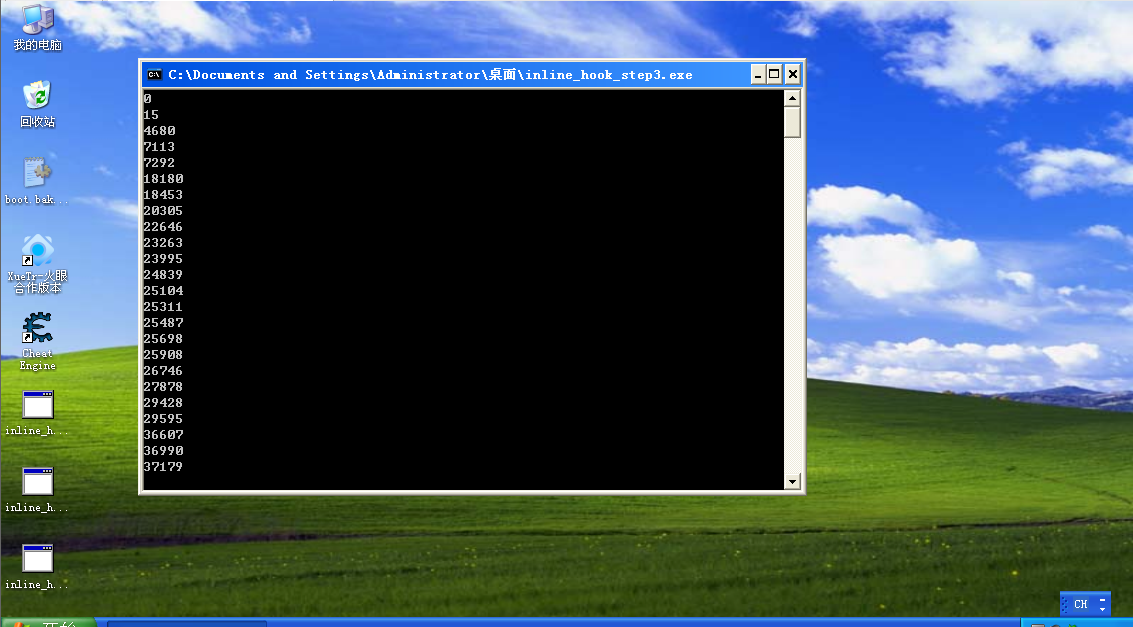 我的电脑
回收站
boot.bak...
XueTr-火眼
合作版本
Cheat
Engine
inline_h...
inline_h...
inline_h...
C:\Documents and Settings\Administrator\桌面\inline_hook_step3.exe
0
15
4680
7113
7292
18180
18453
20305
22646
23263
23995
24839
25104
25311
25487
25698
25908
26746
27878
29428
29595
36607
36990
37179
CH
开始